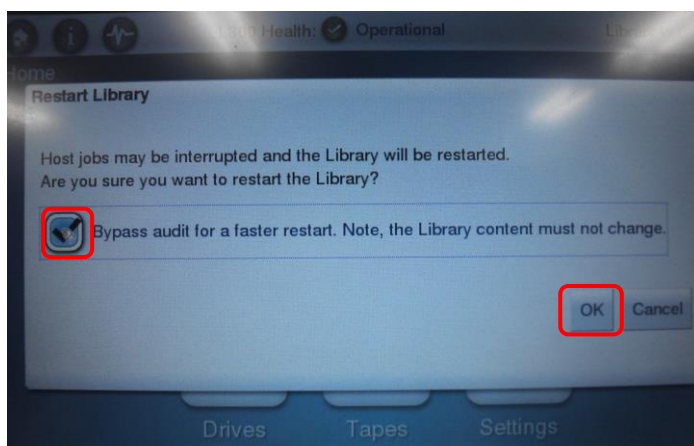 Health: Operational
Home
Restart Library
Host jobs may be interrupted and the Library will be restarted.
Are you sure you want to restart the Library?
Bypass audit for a faster restart. Note, the Library content must not change.
OK Cancel
Drives Tapes Settings